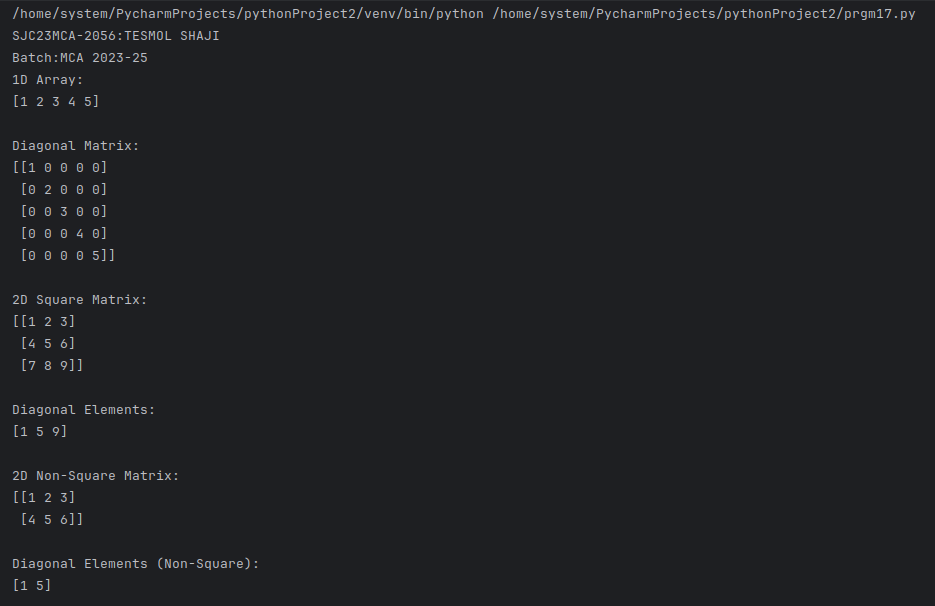 /home/system/PycharmProjects/pythonProject2/venv/bin/python /home/system/PycharmProjects/pythonProject2/prgm17.py
SJC23MCA-2056:TESMOL SHAJI
Batch:MCA 2023-25
1D Array:
[1 2 3 4 5]

Diagonal Matrix:
[[1 0 0 0 0]
 [0 2 0 0 0]
 [0 0 3 0 0]
 [0 0 0 4 0]
 [0 0 0 0 5]]

2D Square Matrix:
[[1 2 3]
 [4 5 6]
 [7 8 9]]

Diagonal Elements:
[1 5 9]

2D Non-Square Matrix:
[[1 2 3]
 [4 5 6]]

Diagonal Elements (Non-Square):
[1 5]